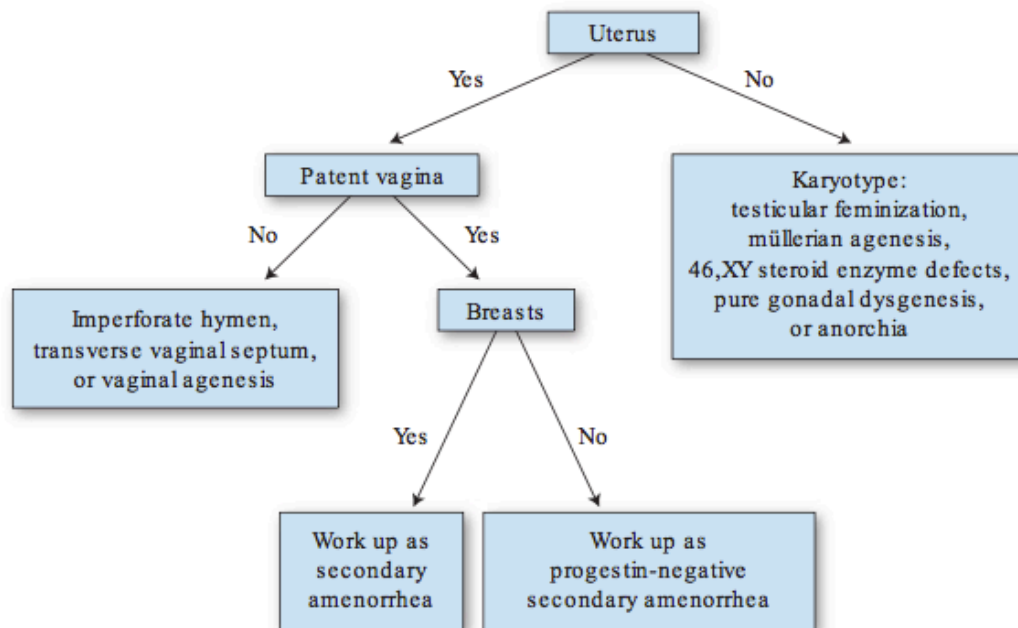 Uterus
Yes
No
Patent vagina
Karyotype:
testicular feminization,
müllerian agenesis,
46,XY steroid enzyme defects,
pure gonadal dysgenesis,
or anorchia
No
Yes
Imperforate hymen,
transverse vaginal septum,
or vaginal agenesis
Breasts
Yes
No
Work up as
secondary
amenorrhea
Work up as
progestin-negative
secondary amenorrhea